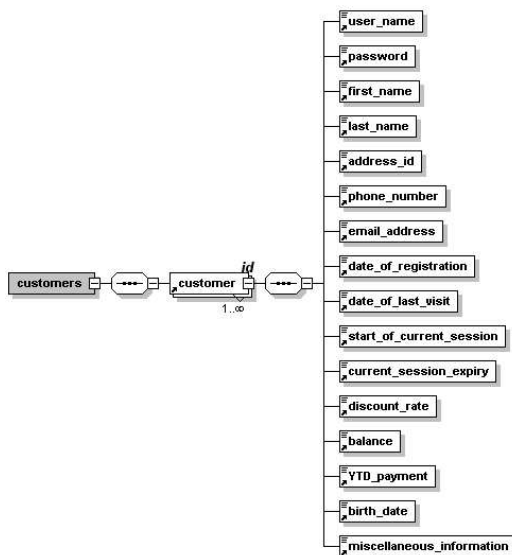 user_name
password
first_name
last_name
address_id
phone_number
email_address
id
customers
customer
1..∞
date_of_registration
date_of_last_visit
start_of_current_session
current_session_expiry
discount_rate
balance
YTD_payment
birth_date
miscellaneous_information